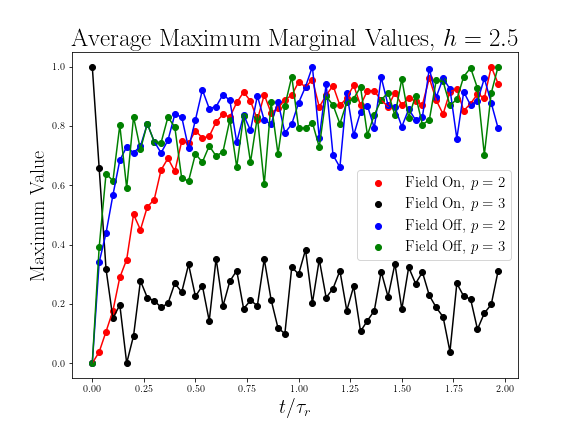 Average Maximum Marginal Values, h = 2.5
Maximum Value
1.0
0.8
0.6
0.4
0.2
0.0
Field On, p = 2
Field On, p = 3
Field Off, p = 2
Field Off, p = 3
0.00 0.25 0.50 0.75 1.00 1.25 1.50 1.75 2.00
t/τr